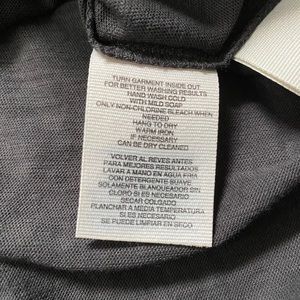 TURN GARMENT INSIDE OUT
FOR BETTER WASHING RESULTS
HAND WASH COLD
WITH MILD SOAP
ONLY NON-CHLORINE BLEACH WHEN
NEEDED
HANG TO DRY
WARM IRON
IF NECESSARY
CAN BE DRY CLEANED
VOLVER AL REVES ANTES
PARA MEJORES RESULTADOS
LAVAR A MANO EN AGUA FRIA
CON DETERGENTE SUAVE
SOLAMENTE BLANQUEADOR SIN
CLORO SI ES NECESARIO
SECAR COLGADO
PLANCHAR A MEDIA TEMPERATURA
SI ES NECESARIO
SE PUEDE LIMPIAR EN SECO